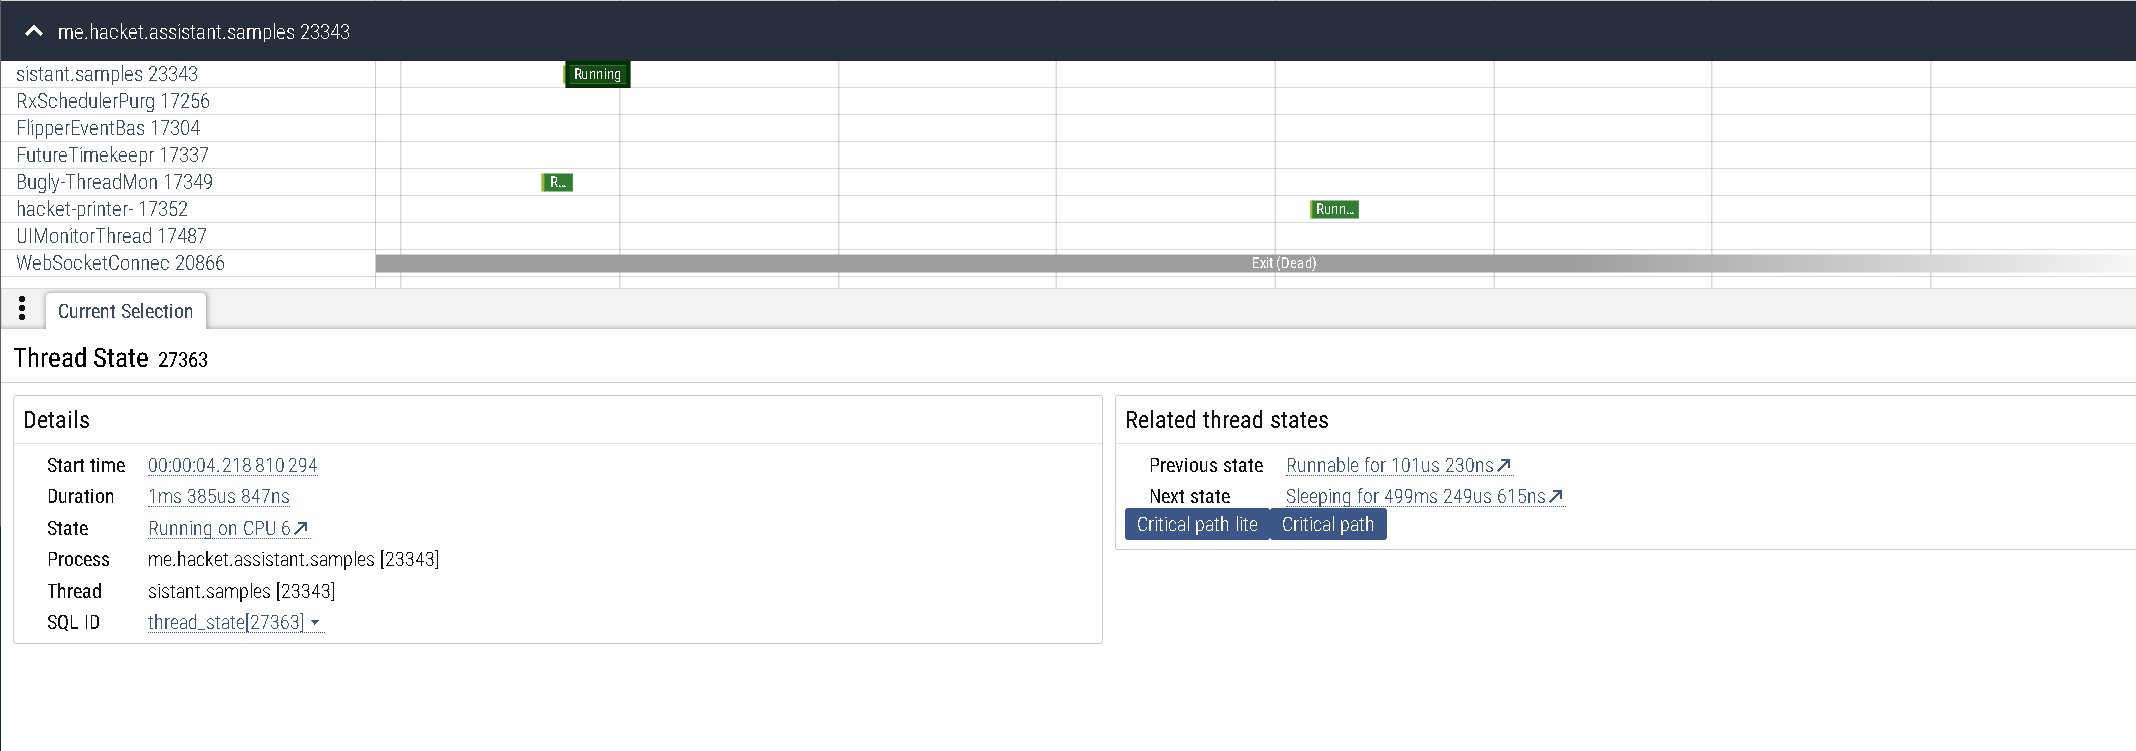 me.hacket.assistant.samples 23343
sistant.samples 23343 Running
RxSchedulerPurg 17256
FlipperEventBas 17304
FutureTimekeepr 17337
Bugly-ThreadMon 17349 R...
hacket-printer- 17352 Runn...
UIMonitorThread 17487
WebSocketConnec 20866 Exit (Dead)
Current Selection
Thread State 27363
Details
Start time 00:00:04.218 810 294
Duration 1ms 385us 847ns
State Running on CPU 6
Process me.hacket.assistant.samples [23343]
Thread sistant.samples [23343]
SQL ID thread_state[27363]
Related thread states
Previous state Runnable for 101us 230ns
Next state Sleeping for 499ms 249us 615ns
Critical path lite Critical path